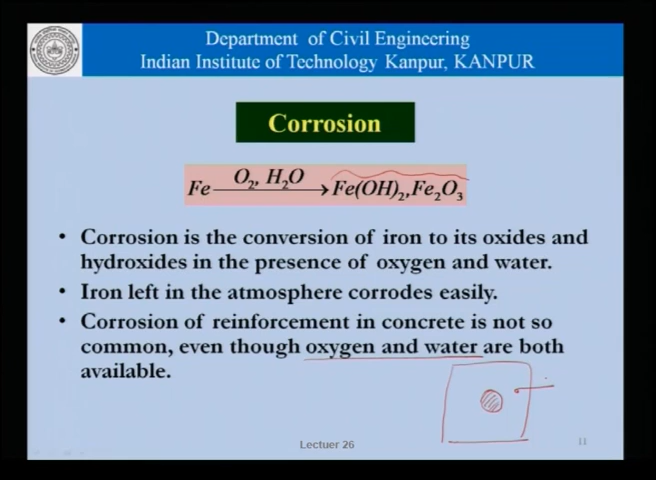 Department of Civil Engineering
Indian Institute of Technology Kanpur, KANPUR
Corrosion
Fe O2, H2O → Fe(OH)2,Fe2O3
• Corrosion is the conversion of iron to its oxides and
hydroxides in the presence of oxygen and water.
• Iron left in the atmosphere corrodes easily.
• Corrosion of reinforcement in concrete is not so
common, even though oxygen and water are both
available.
Lectuer 26
11